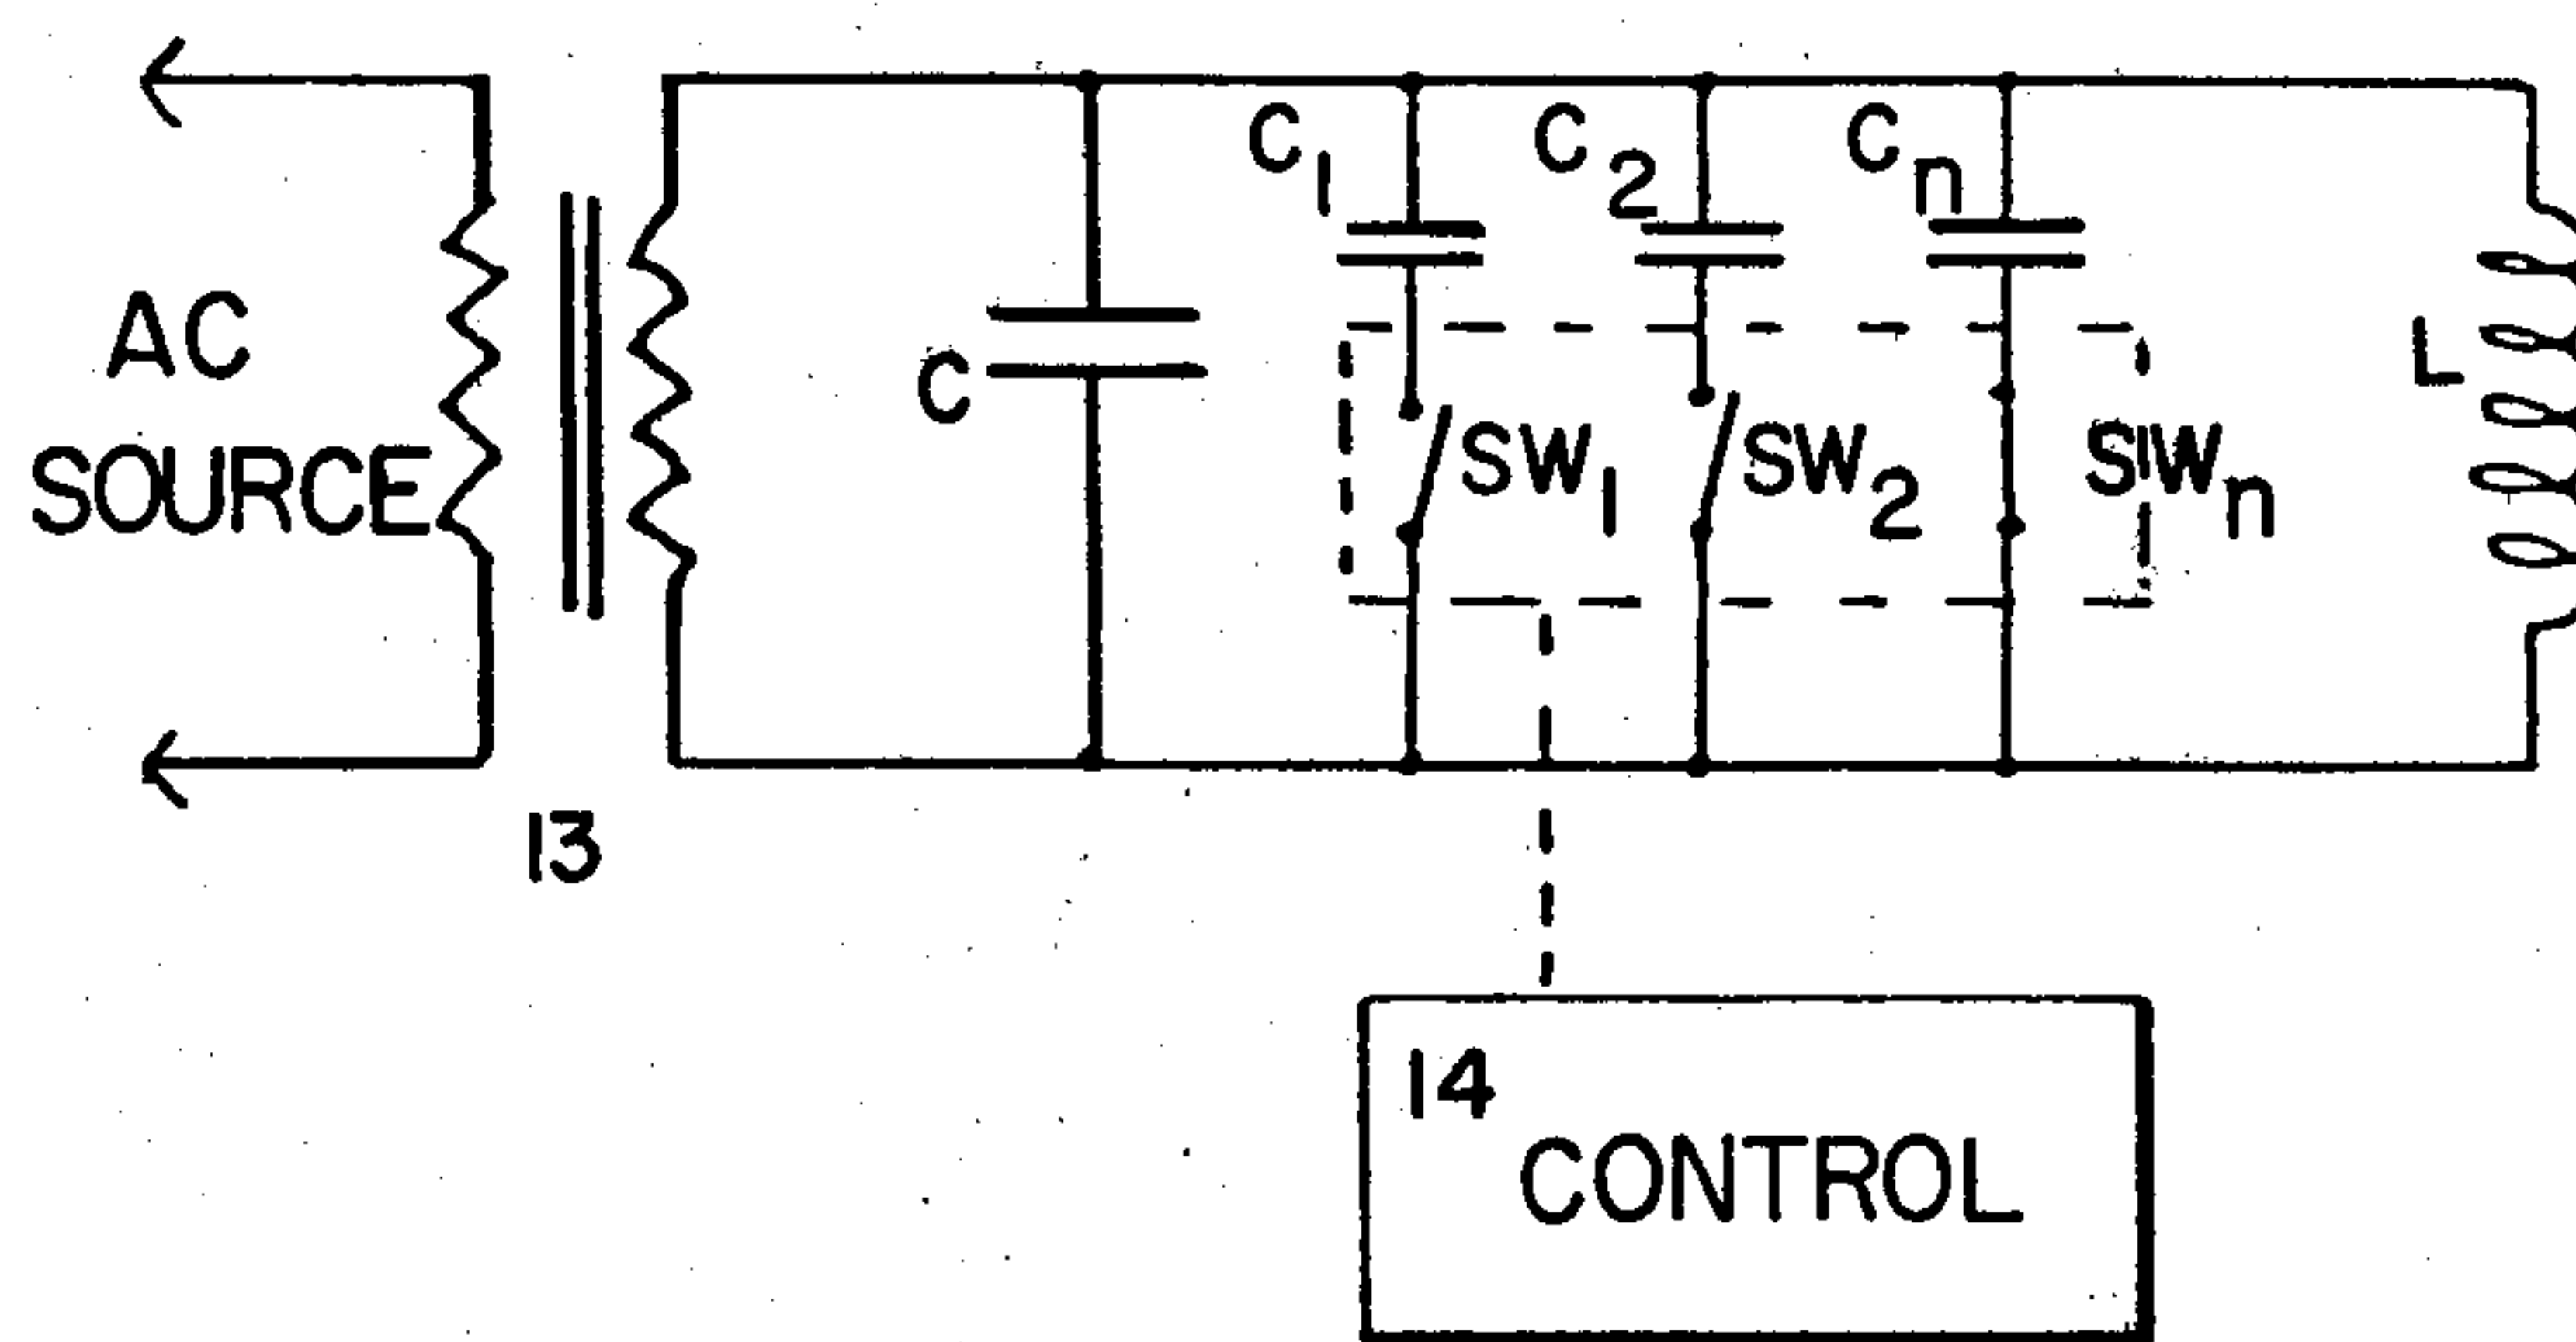 C₁ C₂ Cₙ
AC
SOURCE
C
L
SW₁ SW₂ SWₙ
13
14
CONTROL